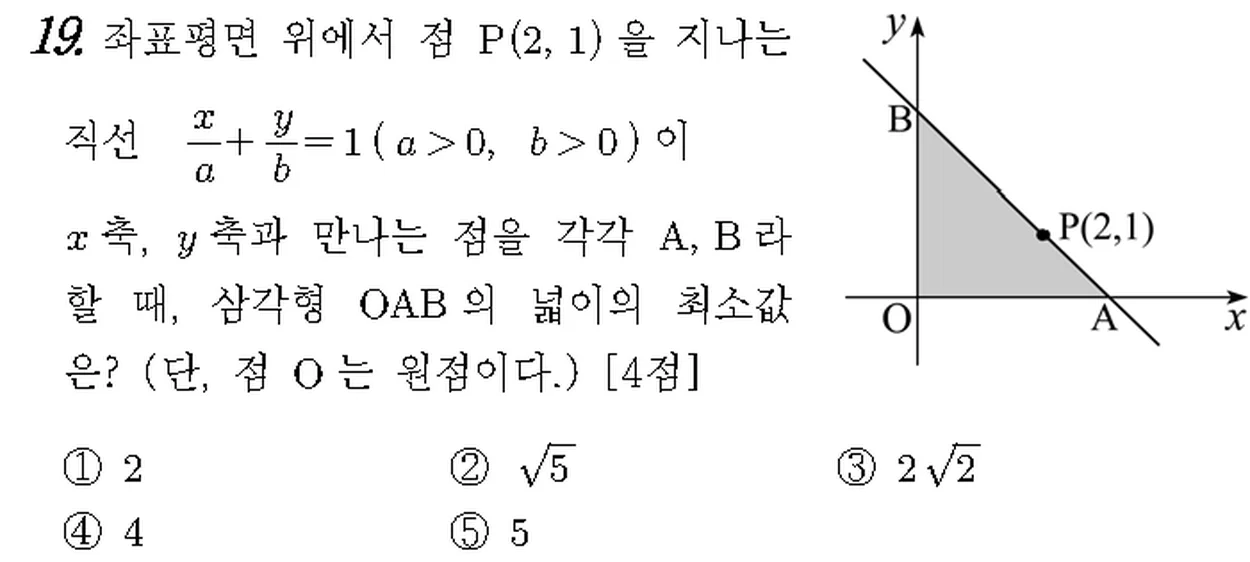 19. 좌표평면 위에서 점 P(2, 1)을 지나는
직선 x/a + y/b = 1 ( a > 0, b > 0 ) 이
x축, y축과 만나는 점을 각각 A, B라
할 때, 삼각형 OAB의 넓이의 최소값
은? (단, 점 O는 원점이다.) [4점]
① 2 ② √5 ③ 2√2
④ 4 ⑤ 5
y
B
P(2,1)
O A x